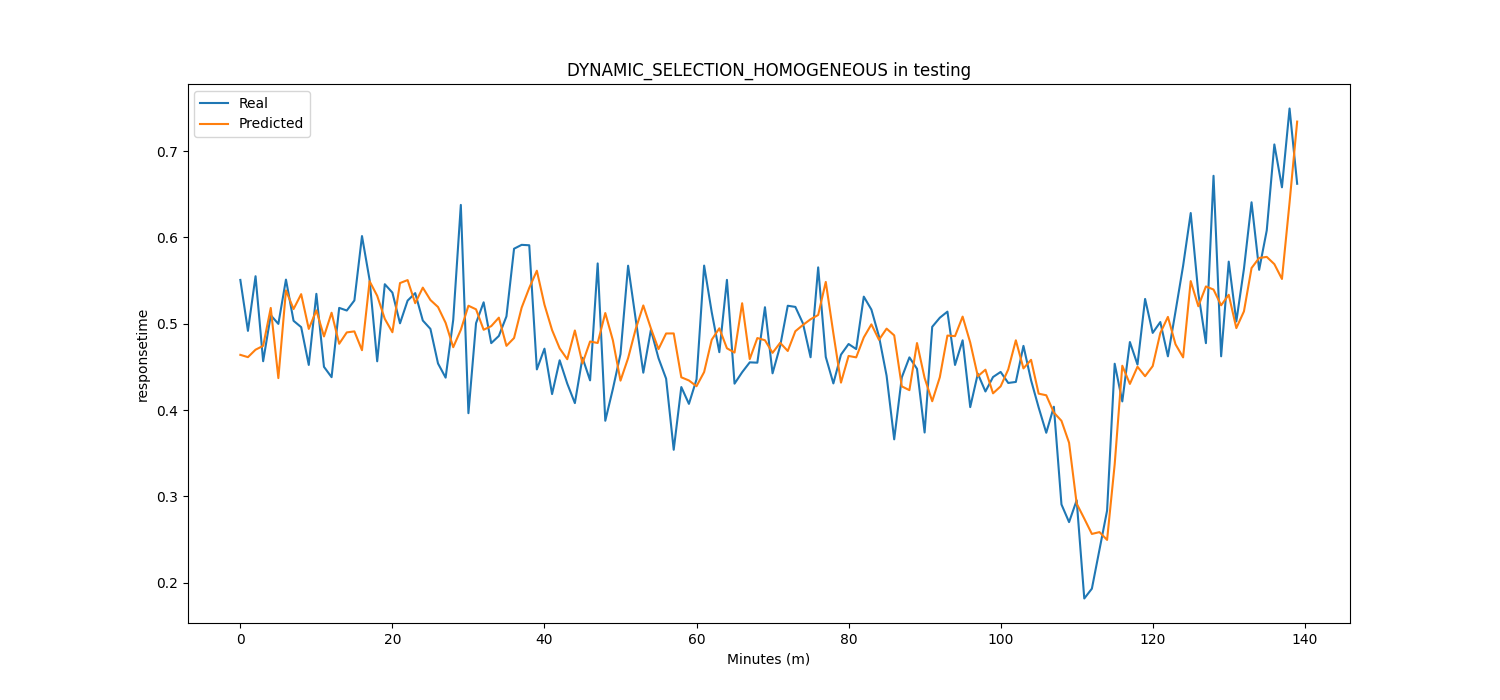 DYNAMIC_SELECTION_HOMOGENEOUS in testing
Real
Predicted
responsetime
0.7
0.6
0.5
0.4
0.3
0.2
0 20 40 60 80 100 120 140
Minutes (m)